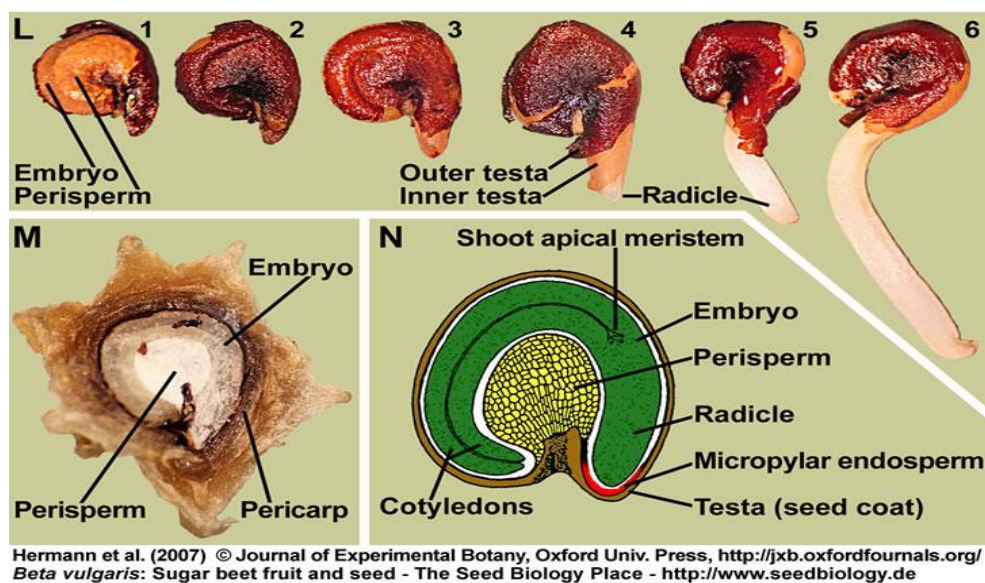 L 1 2 3 4 5 6
Embryo
Perisperm
Outer testa
Inner testa
Radicle
M
Embryo
Perisperm
Pericarp
N
Shoot apical meristem
Embryo
Perisperm
Radicle
Micropylar endosperm
Cotyledons
Testa (seed coat)
Hermann et al. (2007) © Journal of Experimental Botany, Oxford Univ. Press, http://jxb.oxfordfournals.org/
Beta vulgaris: Sugar beet fruit and seed - The Seed Biology Place - http://www.seedbiology.de